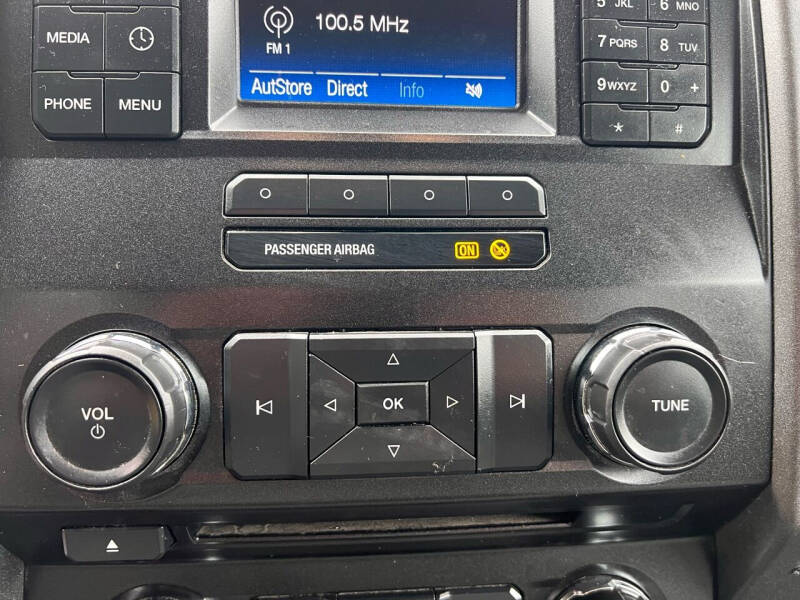 100.5 MHz
FM 1
AutStore Direct Info
MEDIA
PHONE MENU
5 JKL 6 MNO
7 PQRS 8 TUV
9 WXYZ 0 +
* #
PASSENGER AIRBAG ON
VOL
OK
TUNE